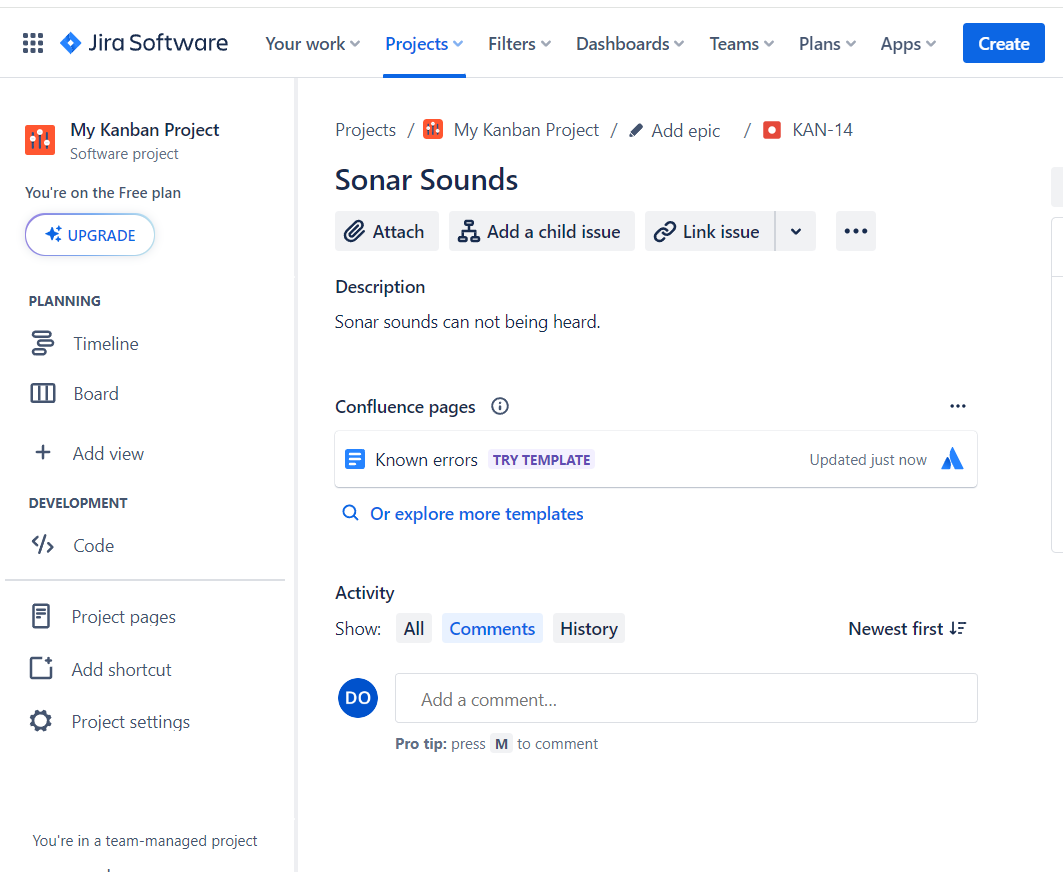 Jira Software Your work Projects Filters Dashboards Teams Plans Apps Create
My Kanban Project
Software project
You're on the Free plan
UPGRADE
PLANNING
Timeline
Board
Add view
DEVELOPMENT
Code
Project pages
Add shortcut
Project settings
You're in a team-managed project
Projects / My Kanban Project / Add epic / KAN-14
Sonar Sounds
Attach Add a child issue Link issue
Description
Sonar sounds can not being heard.
Confluence pages
Known errors TRY TEMPLATE Updated just now
Or explore more templates
Activity
Show: All Comments History Newest first
DO Add a comment…
Pro tip: press M to comment